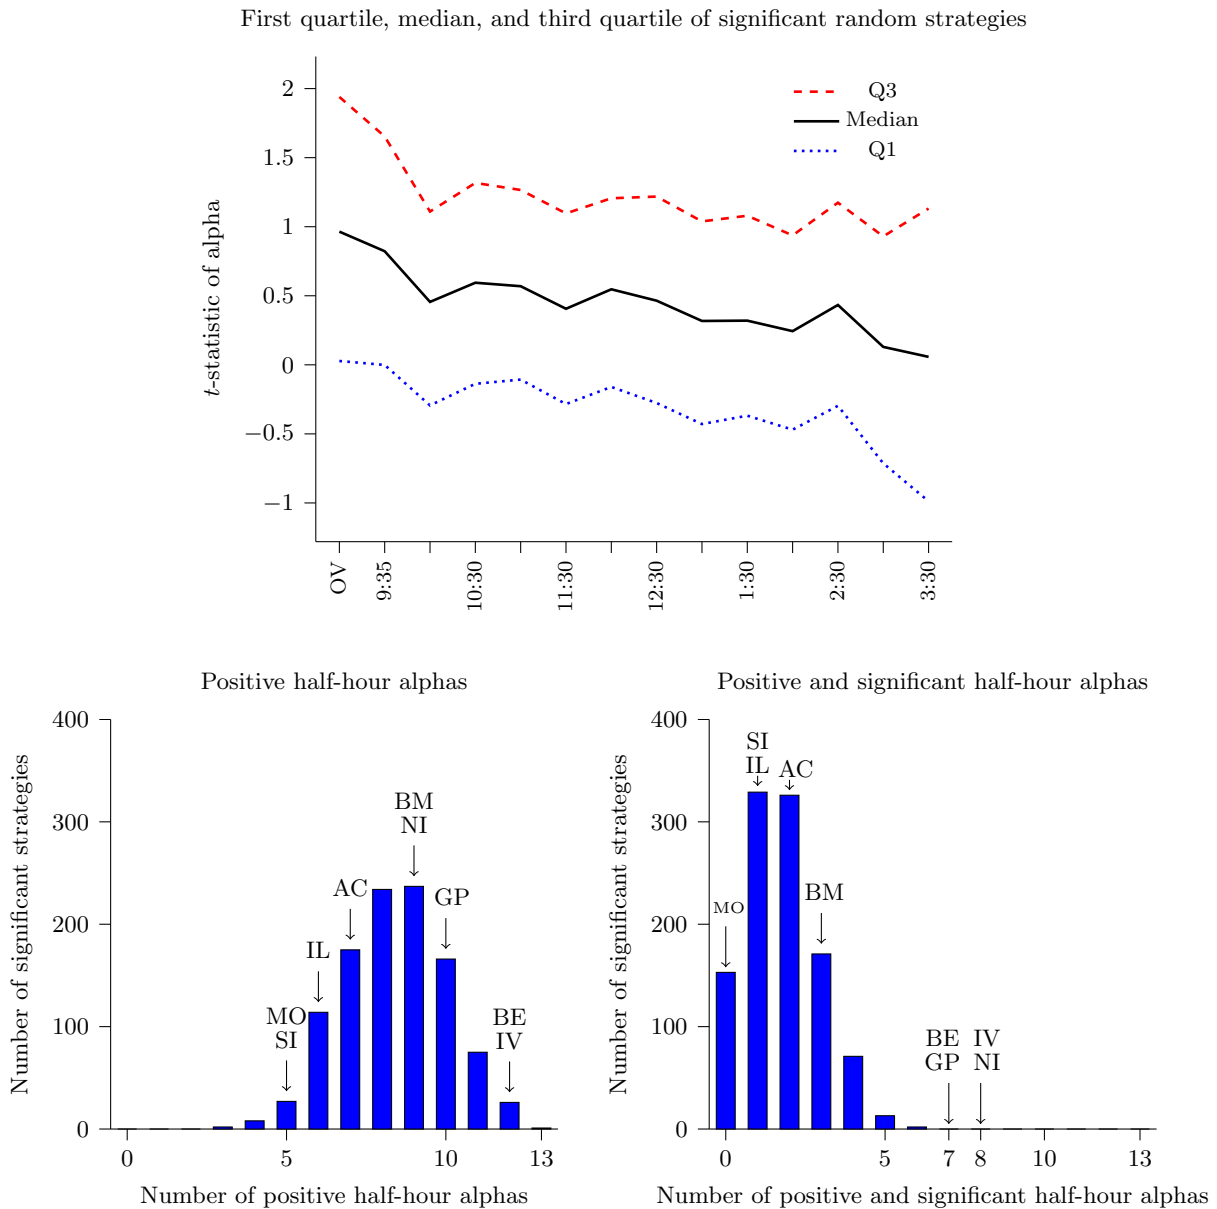 First quartile, median, and third quartile of significant random strategies
2
1.5
1
0.5
0
−0.5
−1
t-statistic of alpha
Q3
Median
Q1
OV
9:35
10:30
11:30
12:30
1:30
2:30
3:30
Positive half-hour alphas
400
300
200
100
0
Number of significant strategies
MO
SI
IL
AC
BM
NI
GP
BE
IV
0
5
10
13
Number of positive half-hour alphas
Positive and significant half-hour alphas
400
300
200
100
0
Number of significant strategies
MO
SI
IL
AC
BM
BE
GP
IV
NI
0
5
7
8
10
13
Number of positive and significant half-hour alphas